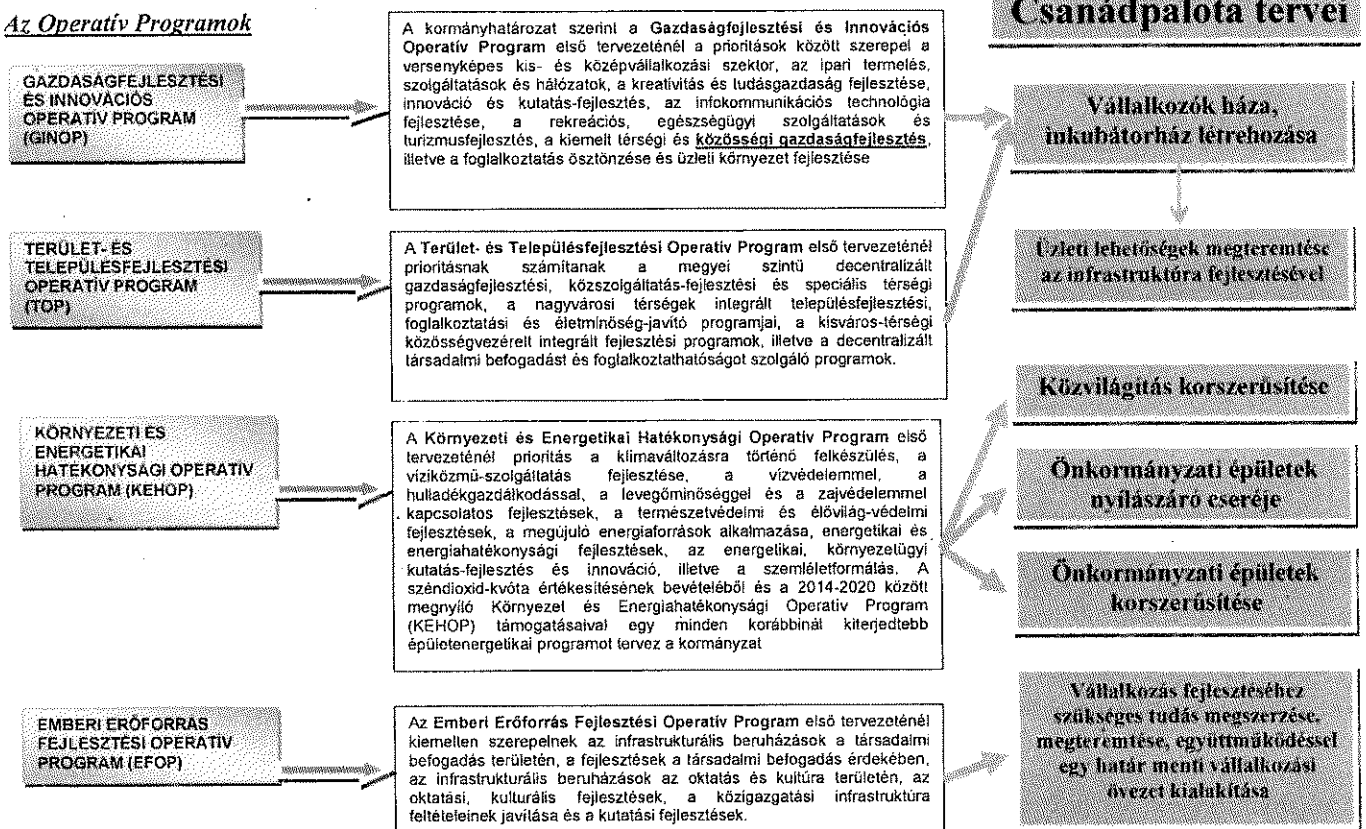 Az Operatív Programok
Csanádpalota tervei
GAZDASÁGFEJLESZTÉSI
ÉS INNOVÁCIÓS
OPERATÍV PROGRAM
(GINOP)
A kormányhatározat szerint a Gazdaságfejlesztési és Innovációs
Operatív Program első tervezeténél a prioritások között szerepel a
versenyképes kis- és középvállalkozási szektor, az ipari termelés,
szolgáltatások és hálózatok, a kreativitás és tudásgazdaság fejlesztése,
innováció és kutatás-fejlesztés, az infokommunikációs technológia
fejlesztése, a rekreációs, egészségügyi szolgáltatások és
turizmusfejlesztés, a kiemelt térségi és közösségi gazdaságfejlesztés,
illetve a foglalkoztatás ösztönzése és üzleti környezet fejlesztése
Vállalkozók háza,
inkubátorház létrehozása
TERÜLET- ÉS
TELEPÜLÉSFEJLESZTÉSI
OPERATÍV PROGRAM
(TOP)
A Terület- és Településfejlesztési Operatív Program első tervezeténél
prioritásnak számítanak a megyei szintű decentralizált
gazdaságfejlesztési, közszolgáltatás-fejlesztési és speciális térségi
programok, a nagyvárosi térségek integrált településfejlesztési,
foglalkoztatási és életminőség-javító programjai, a kisváros-térségi
közösségvezérelt integrált fejlesztési programok, illetve a decentralizált
társadalmi befogadást és foglalkoztathatóságot szolgáló programok.
Üzleti lehetőségek megteremtése
az infrastruktúra fejlesztésével
KÖRNYEZETI ÉS
ENERGETIKAI
HATÉKONYSÁGI OPERATÍV
PROGRAM (KEHOP)
A Környezeti és Energetikai Hatékonysági Operatív Program első
tervezeténél prioritás a klímaváltozásra történő felkészülés, a
víziközmű-szolgáltatás fejlesztése, a vízvédelemmel, a
hulladékgazdálkodással, a levegőminőséggel és a zajvédelemmel
kapcsolatos fejlesztések, a természetvédelmi és élővilág-védelmi
fejlesztések, a megújuló energiaforrások alkalmazása, energetikai és
energiahatékonysági fejlesztések, az energetikai, környezetügyi
kutatás-fejlesztés és innováció, illetve a szemléletformálás. A
széndioxid-kvóta értékesítésének bevételéből és a 2014-2020 között
megnyíló Környezet és Energiahatékonysági Operatív Program
(KEHOP) támogatásaival egy minden korábbinál kiterjedtebb
épületenergetikai programot tervez a kormányzat
Közvilágítás korszerűsítése
Önkormányzati épületek
nyílászáró cseréje
Önkormányzati épületek
korszerűsítése
EMBERI ERŐFORRÁS
FEJLESZTÉSI OPERATÍV
PROGRAM (EFOP)
Az Emberi Erőforrás Fejlesztési Operatív Program első tervezeténél
kiemelten szerepelnek az infrastrukturális beruházások a társadalmi
befogadás területén, a fejlesztések a társadalmi befogadás érdekében,
az infrastrukturális beruházások az oktatás és kultúra területén, az
oktatási, kulturális fejlesztések, a közigazgatási infrastruktúra
feltételeinek javítása és a kutatási fejlesztések.
Vállalkozás fejlesztéséhez
szükséges tudás megszerzése,
megteremtése, együttműködéssel
egy határ menti vállalkozási
övezet kialakítása